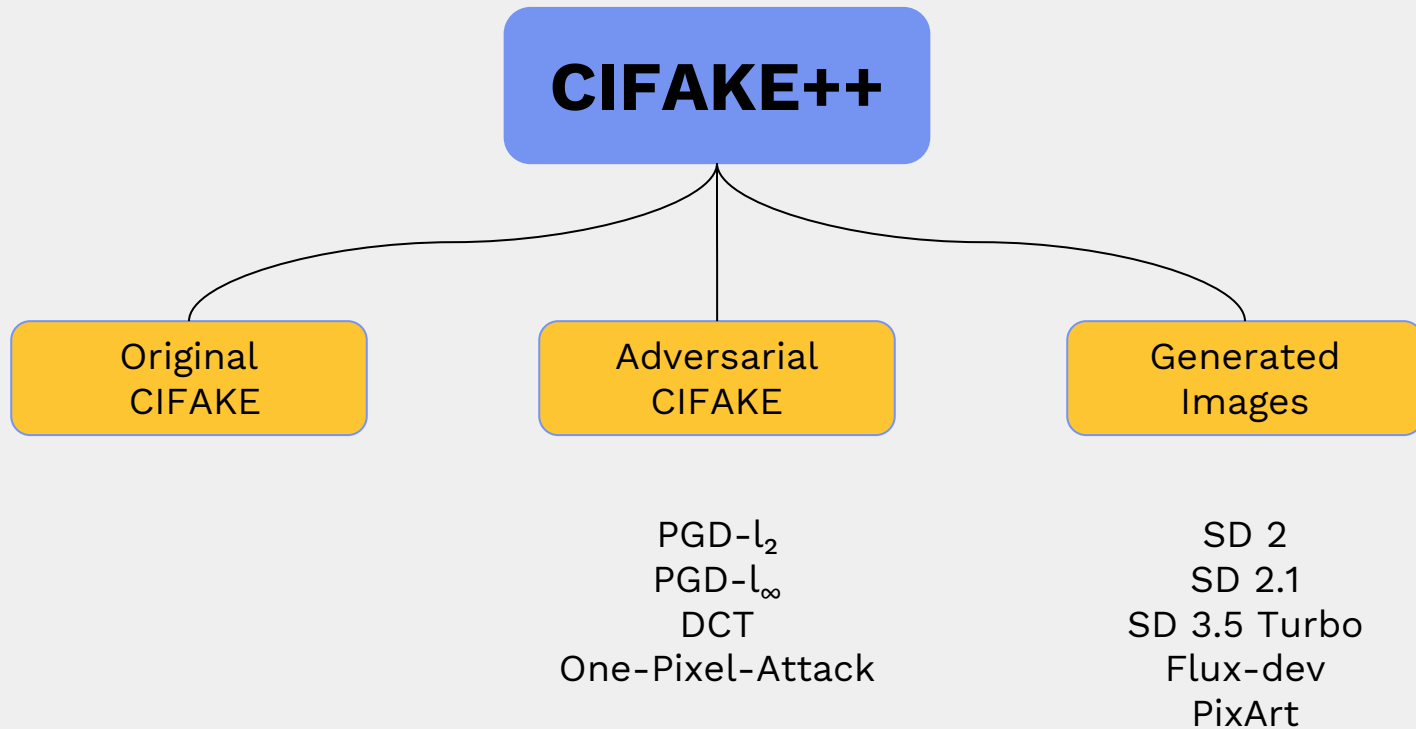 CIFAKE++
Original
CIFAKE
Adversarial
CIFAKE
Generated
Images
PGD-l₂
PGD-l∞
DCT
One-Pixel-Attack
SD 2
SD 2.1
SD 3.5 Turbo
Flux-dev
PixArt